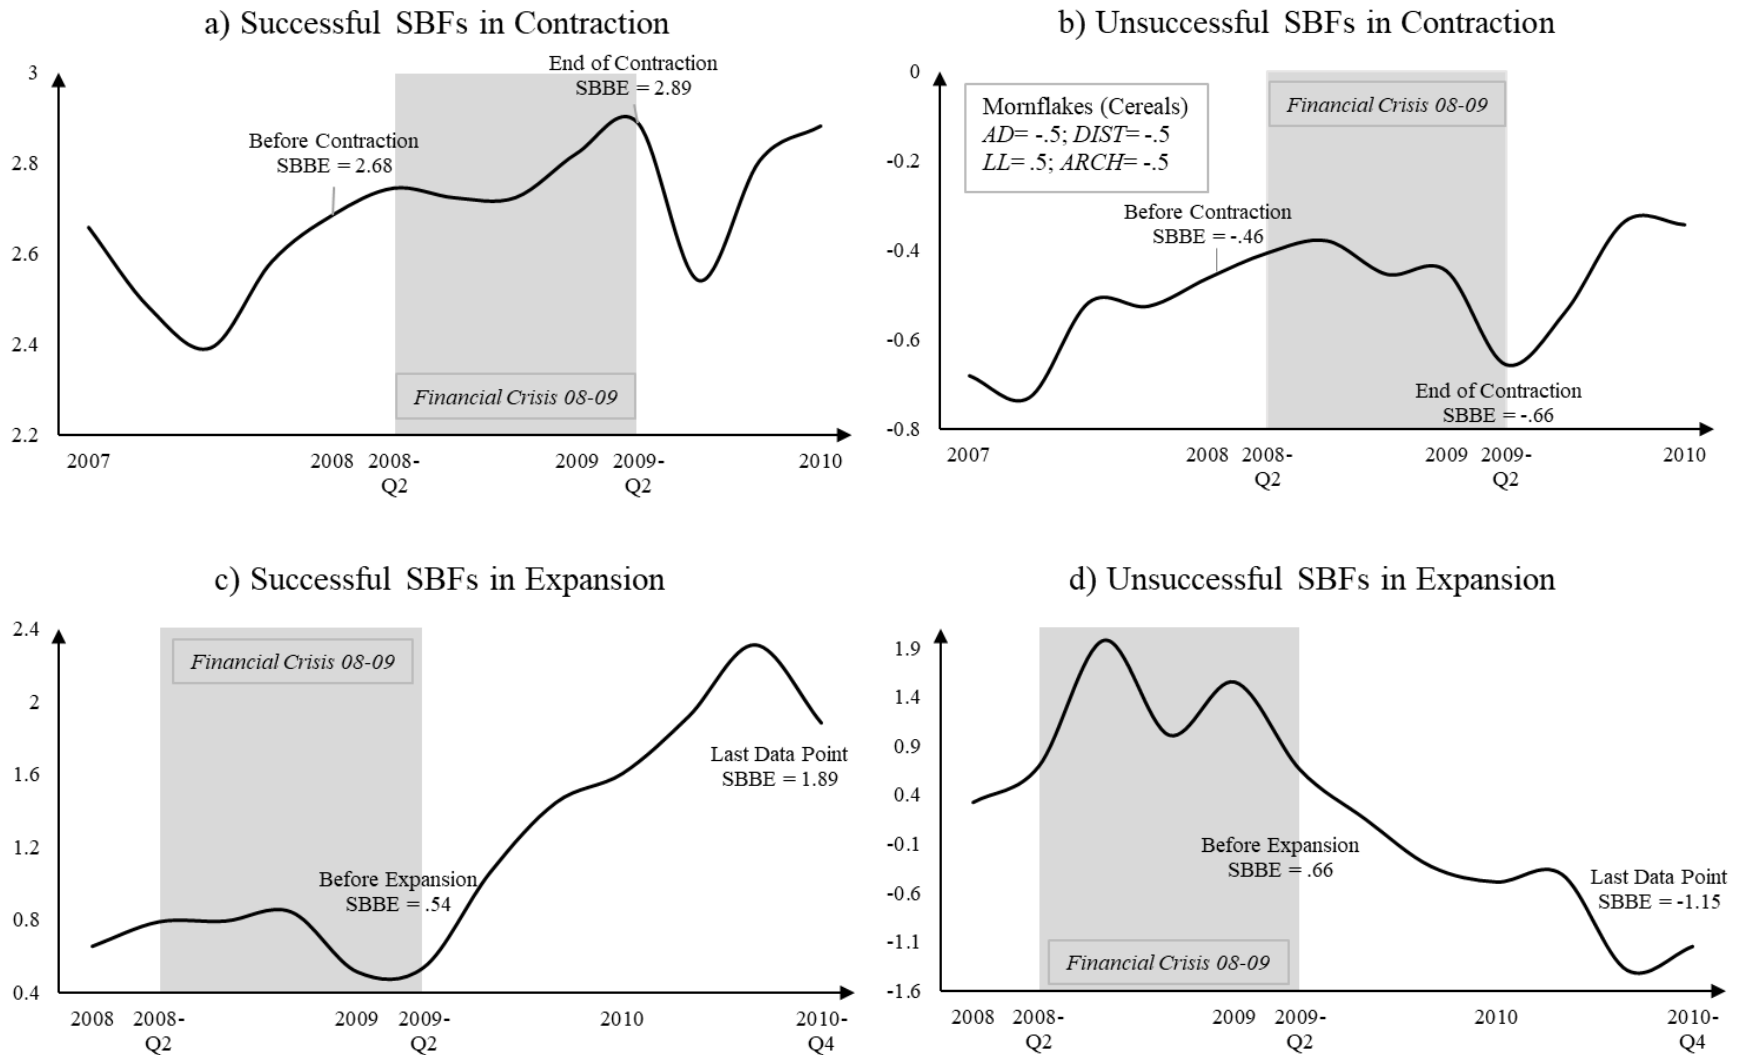 a) Successful SBFs in Contraction
3
2.8
2.6
2.4
2.2
Before Contraction
SBBE = 2.68
End of Contraction
SBBE = 2.89
Financial Crisis 08-09
2007
2008
2008-
Q2
2009
2009-
Q2
2010
b) Unsuccessful SBFs in Contraction
0
-0.2
-0.4
-0.6
-0.8
Mornflakes (Cereals)
AD= -.5; DIST= -.5
LL= .5; ARCH= -.5
Financial Crisis 08-09
Before Contraction
SBBE = -.46
End of Contraction
SBBE = -.66
2007
2008
2008-
Q2
2009
2009-
Q2
2010
c) Successful SBFs in Expansion
2.4
2
1.6
1.2
0.8
0.4
Financial Crisis 08-09
Before Expansion
SBBE = .54
Last Data Point
SBBE = 1.89
2008
2008-
Q2
2009
2009-
Q2
2010
2010-
Q4
d) Unsuccessful SBFs in Expansion
1.9
1.4
0.9
0.4
-0.1
-0.6
-1.1
-1.6
Before Expansion
SBBE = .66
Last Data Point
SBBE = -1.15
Financial Crisis 08-09
2008
2008-
Q2
2009
2009-
Q2
2010
2010-
Q4